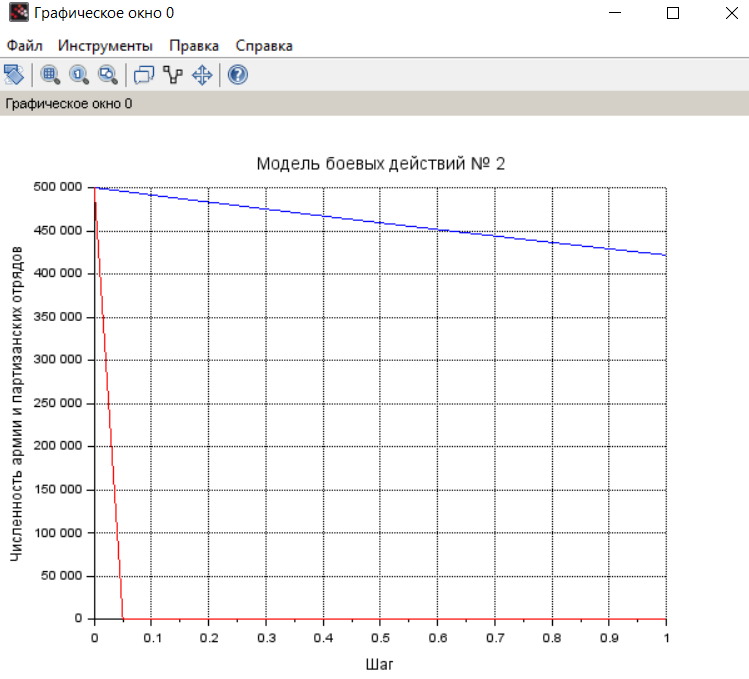 Графическое окно 0
Файл Инструменты Правка Справка
Графическое окно 0
Модель боевых действий № 2
Численность армии и партизанских отрядов
500 000
450 000
400 000
350 000
300 000
250 000
200 000
150 000
100 000
50 000
0
0 0.1 0.2 0.3 0.4 0.5 0.6 0.7 0.8 0.9 1
Шаг